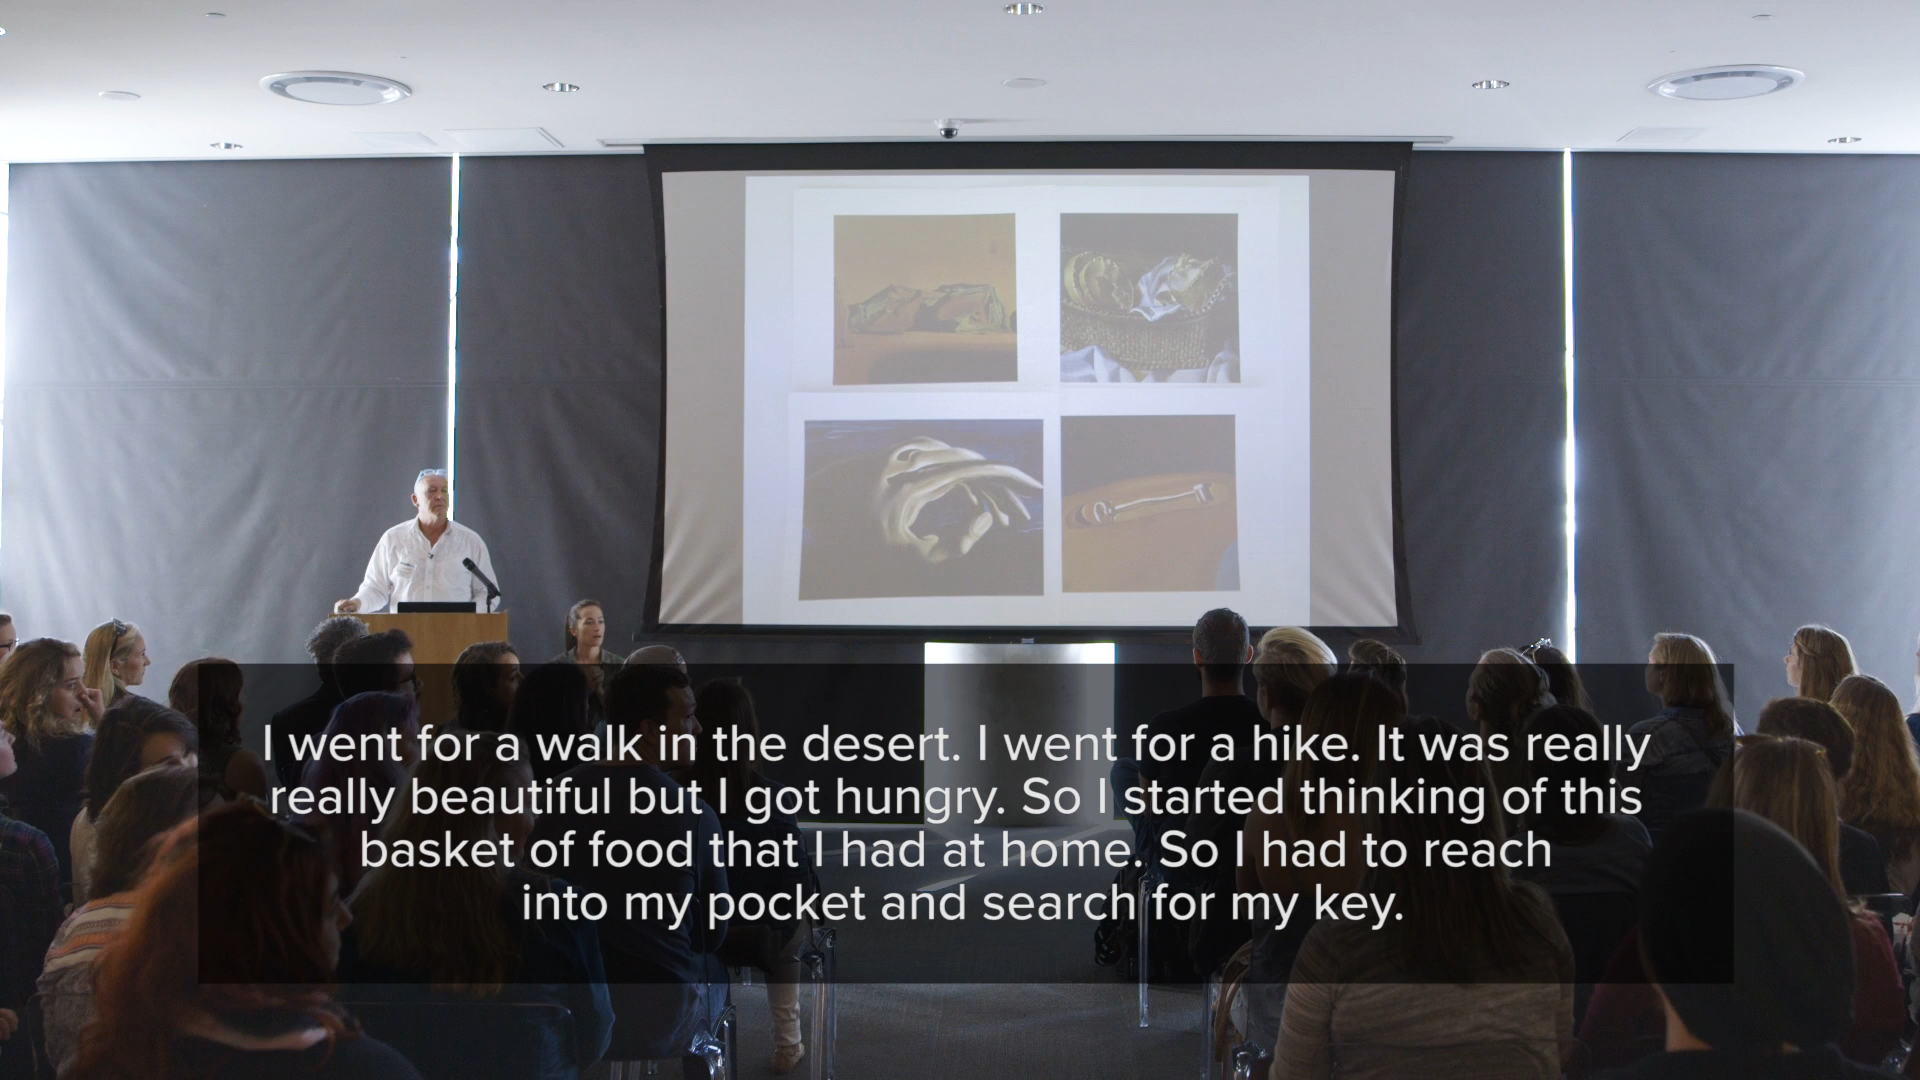 I went for a walk in the desert. I went for a hike. It was really
really beautiful but I got hungry. So I started thinking of this
basket of food that I had at home. So I had to reach
into my pocket and search for my key.